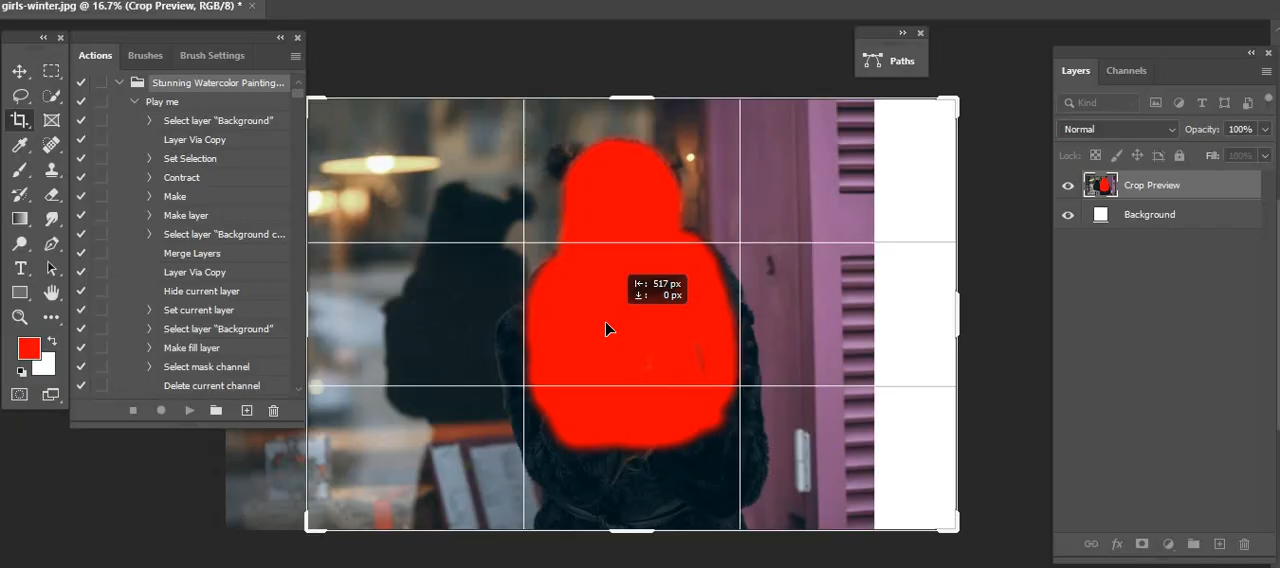 girls-winter.jpg @ 16.7% (Crop Preview, RGB/8) *
Actions
Brushes
Brush Settings
Stunning Watercolor Painting...
Play me
Select layer "Background"
Layer Via Copy
Set Selection
Contract
Make
Make layer
Select layer "Background c...
Merge Layers
Layer Via Copy
Hide current layer
Set current layer
Select layer "Background"
Make fill layer
Select mask channel
Delete current channel
517 px
0 px
Paths
Layers
Channels
Kind
Normal
Opacity: 100%
Lock:
Fill: 100%
Crop Preview
Background